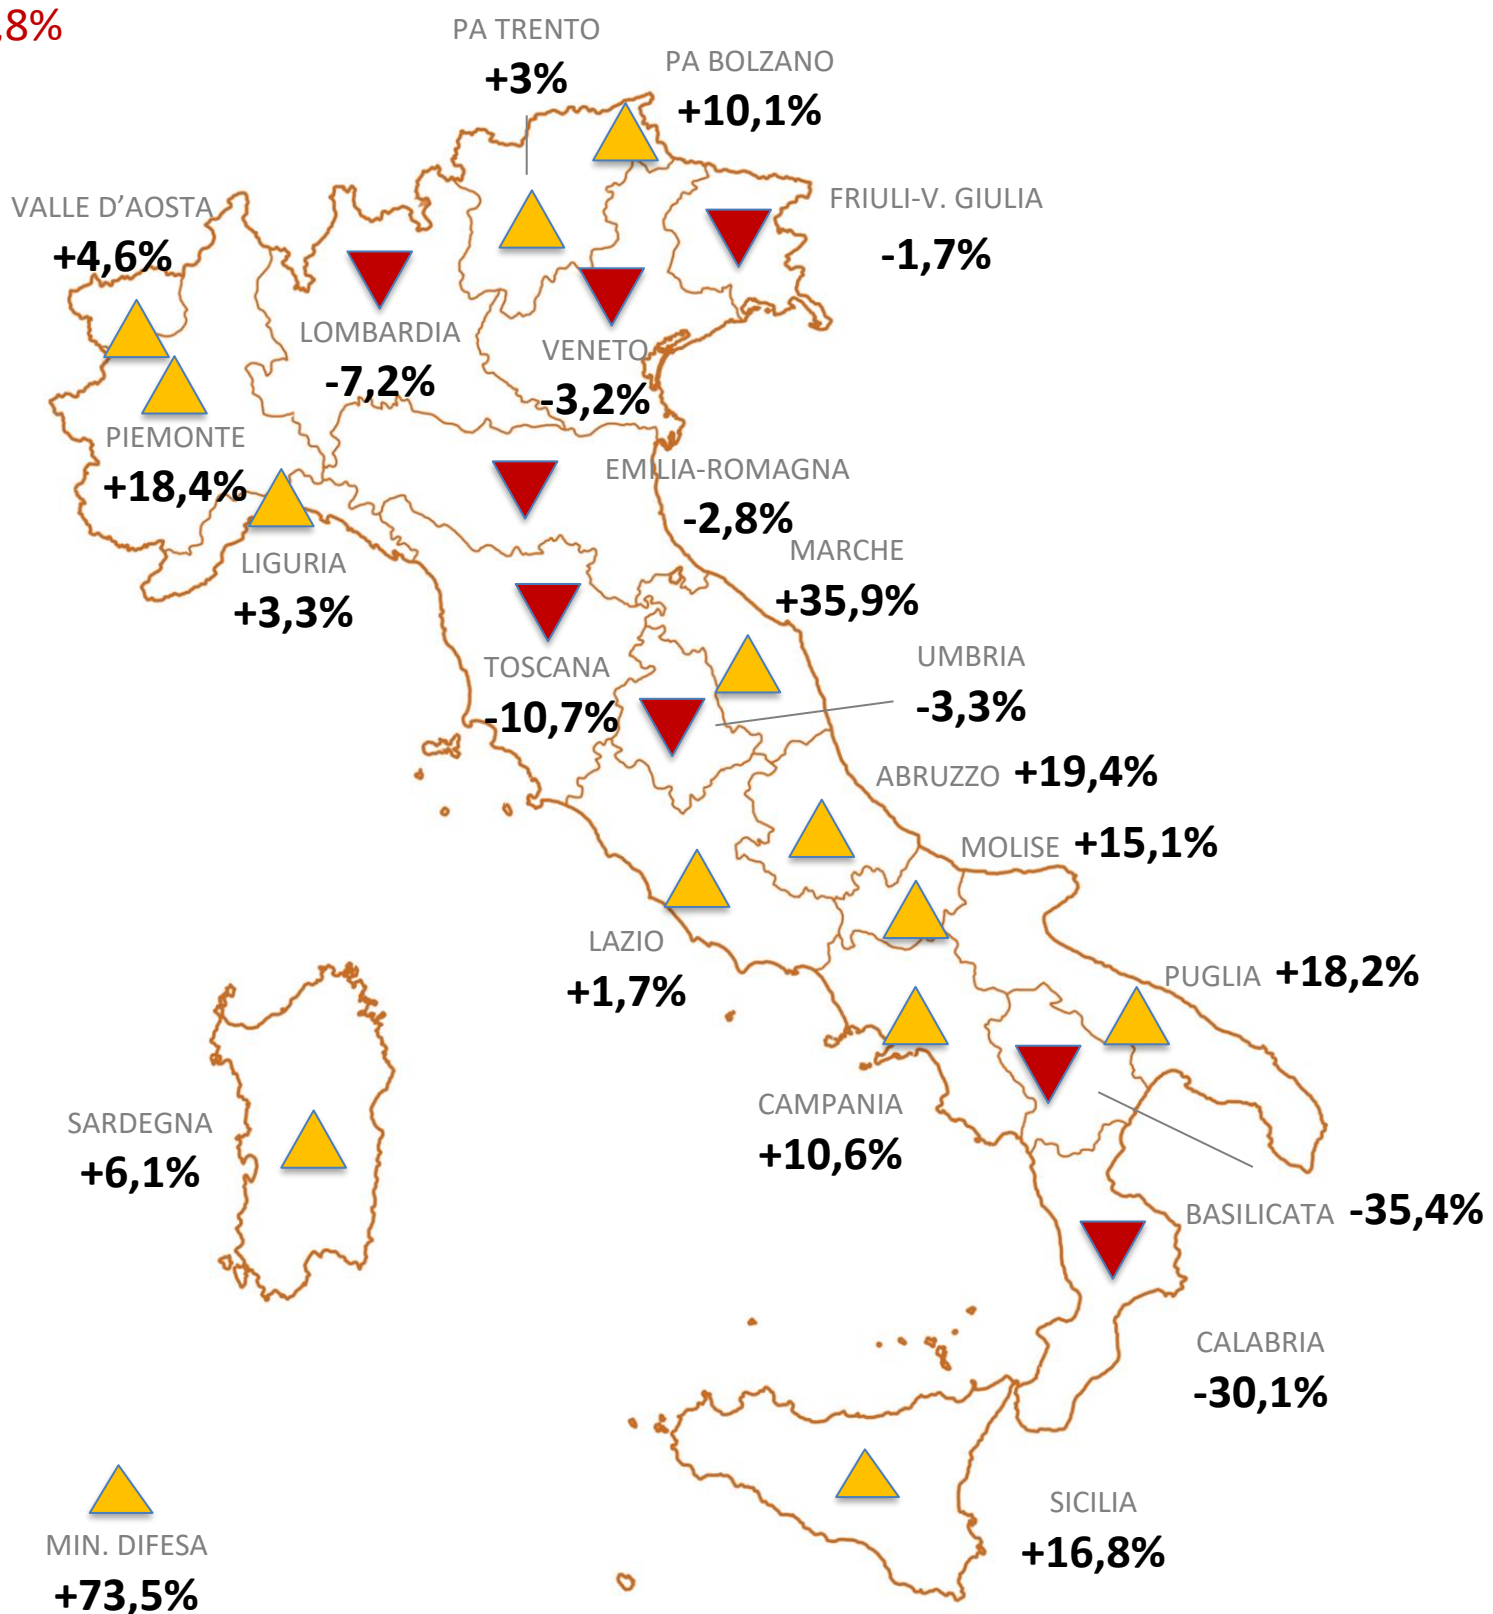 ,8%
PA TRENTO
+3%
PA BOLZANO
+10,1%
VALLE D’AOSTA
+4,6%
FRIULI-V. GIULIA
-1,7%
LOMBARDIA
-7,2%
VENETO
-3,2%
PIEMONTE
+18,4%
EMILIA-ROMAGNA
-2,8%
LIGURIA
+3,3%
MARCHE
+35,9%
TOSCANA
-10,7%
UMBRIA
-3,3%
ABRUZZO +19,4%
MOLISE +15,1%
LAZIO
+1,7%
PUGLIA +18,2%
CAMPANIA
+10,6%
SARDEGNA
+6,1%
BASILICATA -35,4%
CALABRIA
-30,1%
SICILIA
+16,8%
MIN. DIFESA
+73,5%